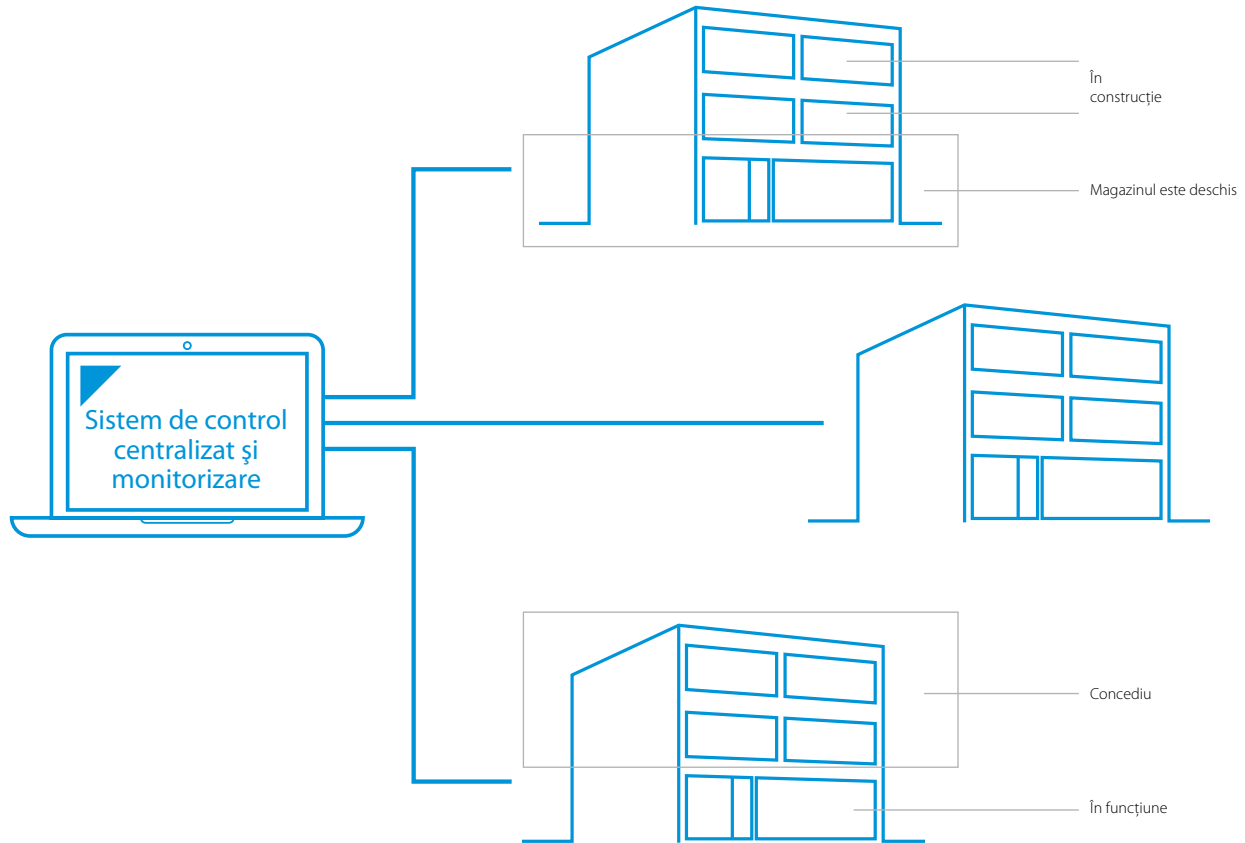 În
construcție
Magazinul este deschis
Sistem de control
centralizat şi
monitorizare
Concediu
În funcțiune